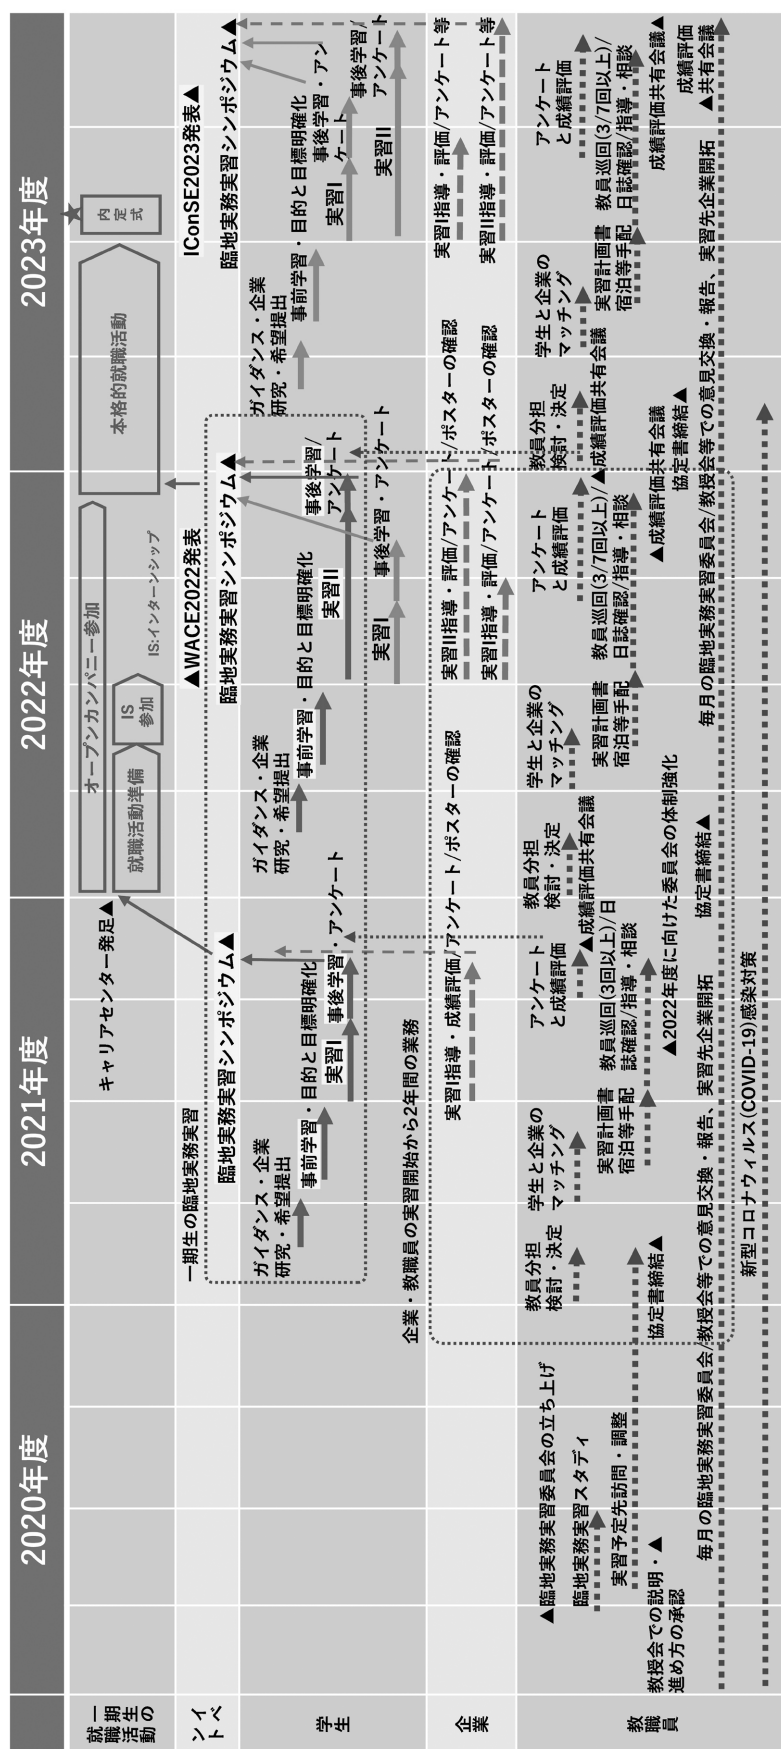 2020年度
2021年度
2022年度
2023年度
一期生の
就職活動
キャリアセンター発足▲
オープンカンパニー参加
就職活動準備
IS
参加
IS:インターンシップ
本格的就職活動
内定式
イベント
一期生の臨地実務実習
臨地実務実習シンポジウム▲
▲WACE2022発表
臨地実務実習シンポジウム▲
IConSE2023発表▲
臨地実務実習シンポジウム▲
学生
ガイダンス・企業
研究・希望提出
事前学習・目的と目標明確化
実習I
事後学習・アンケート
ガイダンス・企業
研究・希望提出
事前学習・目的と目標明確化
実習II
事後学習/
アンケート
実習I
事後学習・アンケート
ガイダンス・企業
研究・希望提出
事前学習・目的と目標明確化
実習I
事後学習・アン
ケート
実習II
事後学習/
アンケート
企業・教職員の実習開始から2年間の業務
企業
実習I指導・成績評価/アンケート/ポスターの確認
実習II指導・評価/アンケート/ポスターの確認
実習I指導・評価/アンケート/ポスターの確認
実習I指導・評価/アンケート等
実習II指導・評価/アンケート等
教職員
▲臨地実務実習委員会の立ち上げ
臨地実務実習スタディ
実習予定先訪問・調整
教授会での説明・▲
進め方の承認
教員分担
検討・決定
協定書締結▲
学生と企業の
マッチング
実習計画書
宿泊等手配
アンケート
と成績評価
教員巡回(3回以上)/日
誌確認/指導・相談
▲成績評価共有会議
▲2022年度に向けた委員会の体制強化
教員分担
検討・決定
協定書締結▲
学生と企業の
マッチング
実習計画書
宿泊等手配
アンケート
と成績評価
教員巡回(3/7回以上)/
日誌確認/指導・相談
▲成績評価共有会議
▲成績評価共有会議
協定書締結▲
教員分担
検討・決定
学生と企業の
マッチング
実習計画書
宿泊等手配
アンケート
と成績評価
教員巡回(3/7回以上)/
日誌確認/指導・相談
成績評価共有会議▲
成績評価
▲共有会議
毎月の臨地実務実習委員会/教授会等での意見交換・報告、実習先企業開拓
毎月の臨地実務実習委員会/教授会等での意見交換・報告、実習先企業開拓
新型コロナウィルス(COVID-19)感染対策